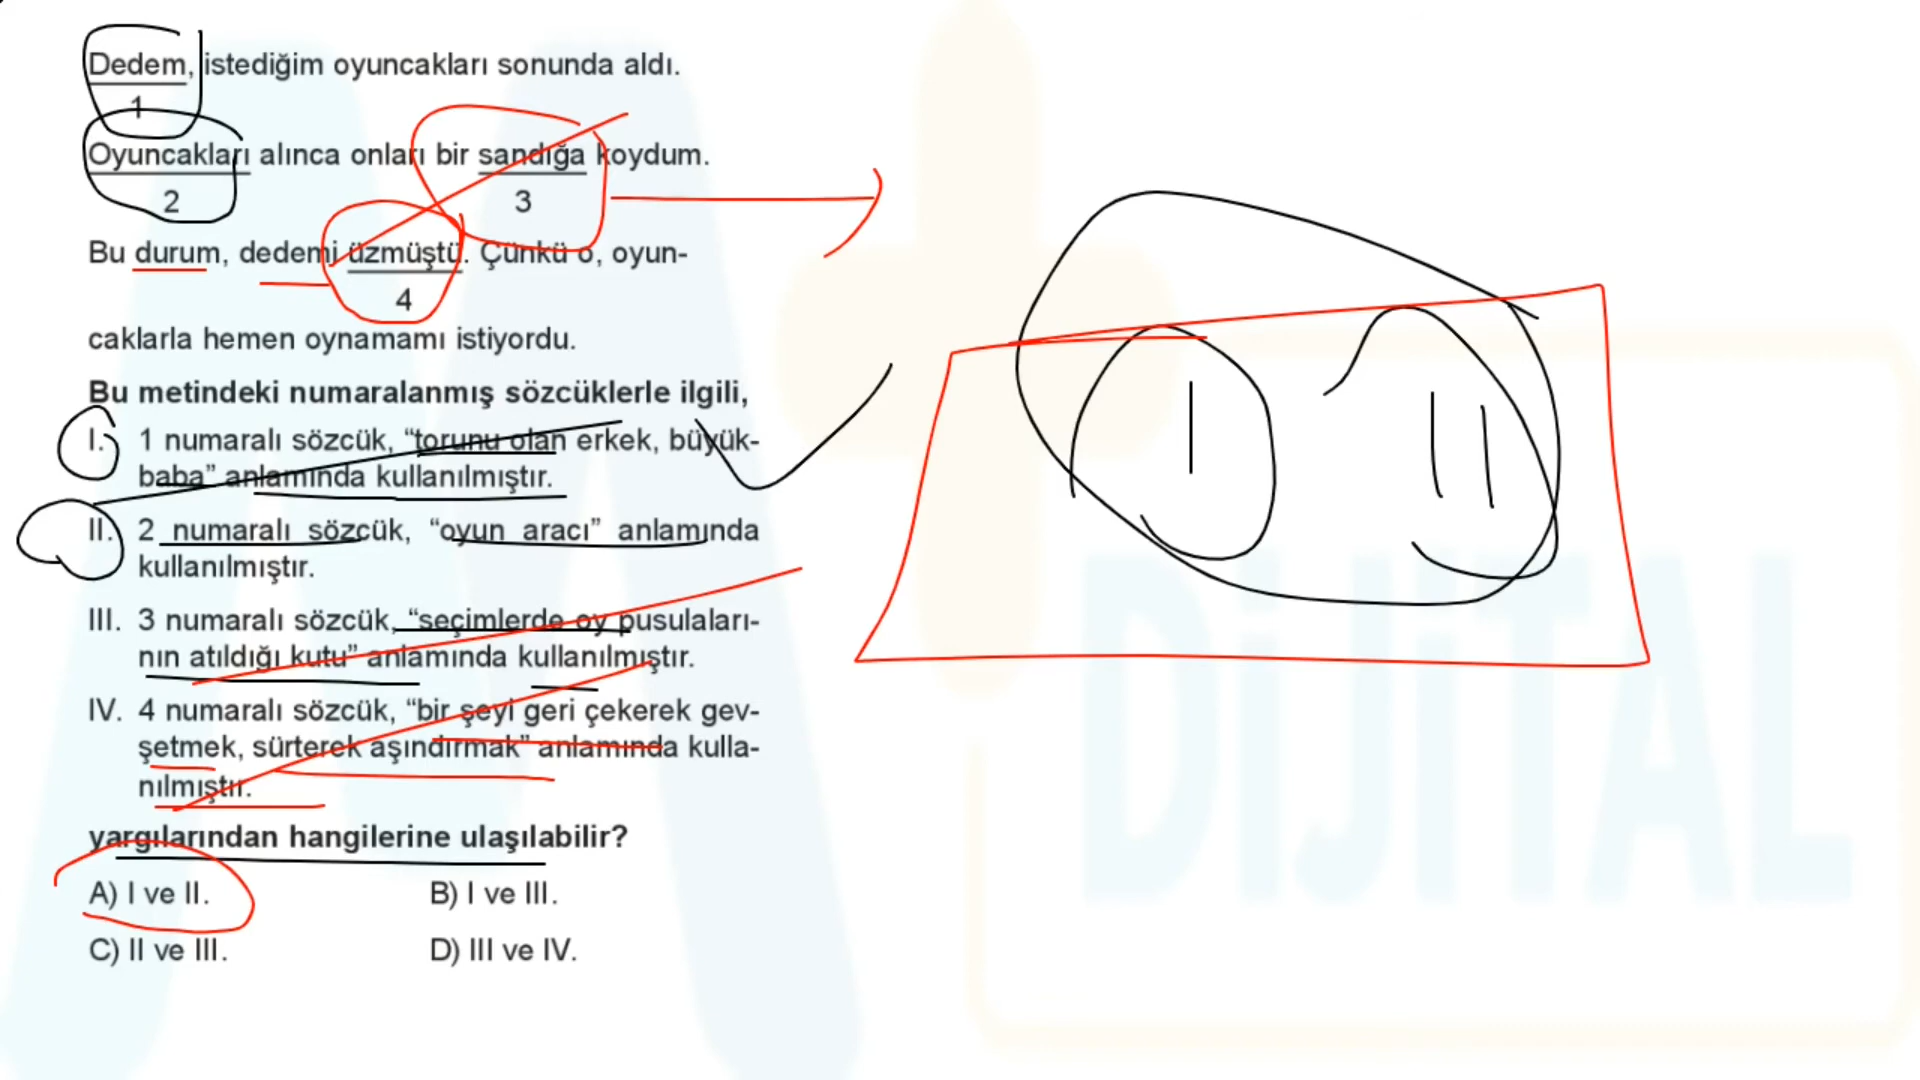 Dedem, istediğim oyuncakları sonunda aldı.
1
Oyuncakları alınca onları bir sandığa koydum.
2 3
Bu durum, dedemi üzmüştü. Çünkü o, oyun-
4
caklarla hemen oynamamı istiyordu.
Bu metindeki numaralanmış sözcüklerle ilgili,
I. 1 numaralı sözcük, “torunu olan erkek, büyük-
baba” anlamında kullanılmıştır.
II. 2 numaralı sözcük, “oyun aracı” anlamında
kullanılmıştır.
III. 3 numaralı sözcük, “seçimlerde oy pusulaları-
nın atıldığı kutu” anlamında kullanılmıştır.
IV. 4 numaralı sözcük, “bir şeyi geri çekerek gev-
şetmek, sürterek aşındırmak” anlamında kulla-
nılmıştır.
yargılarından hangilerine ulaşılabilir?
A) I ve II. B) I ve III.
C) II ve III. D) III ve IV.
I II
DİJİTAL